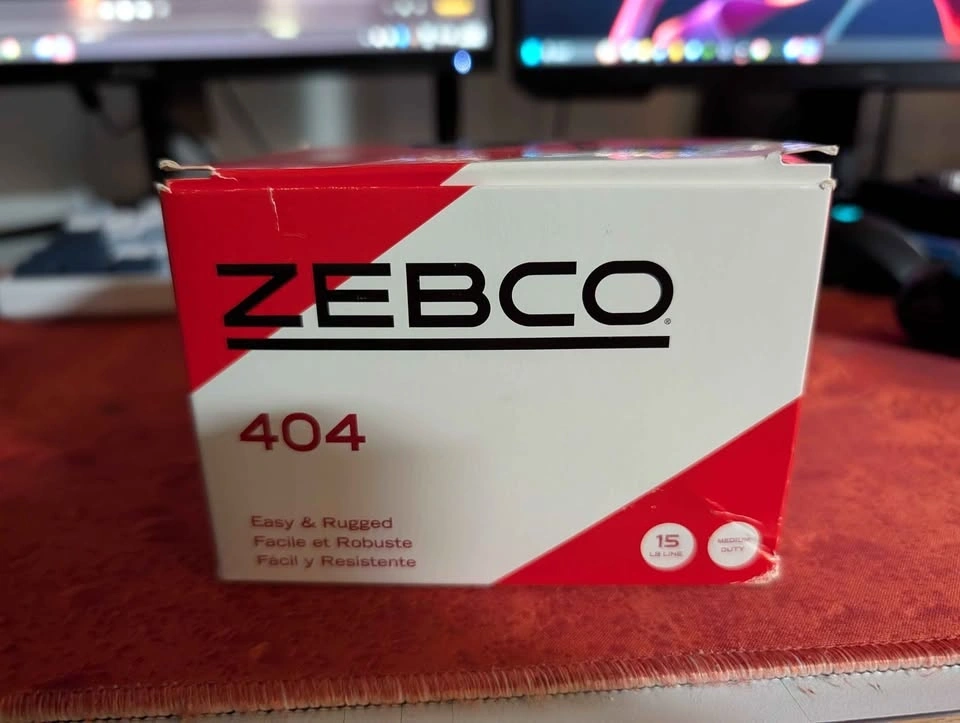 ZEBCO®
404
Easy & Rugged
Facile et Robuste
Fácil y Resistente
15
LB LINE
MEDIUM
DUTY